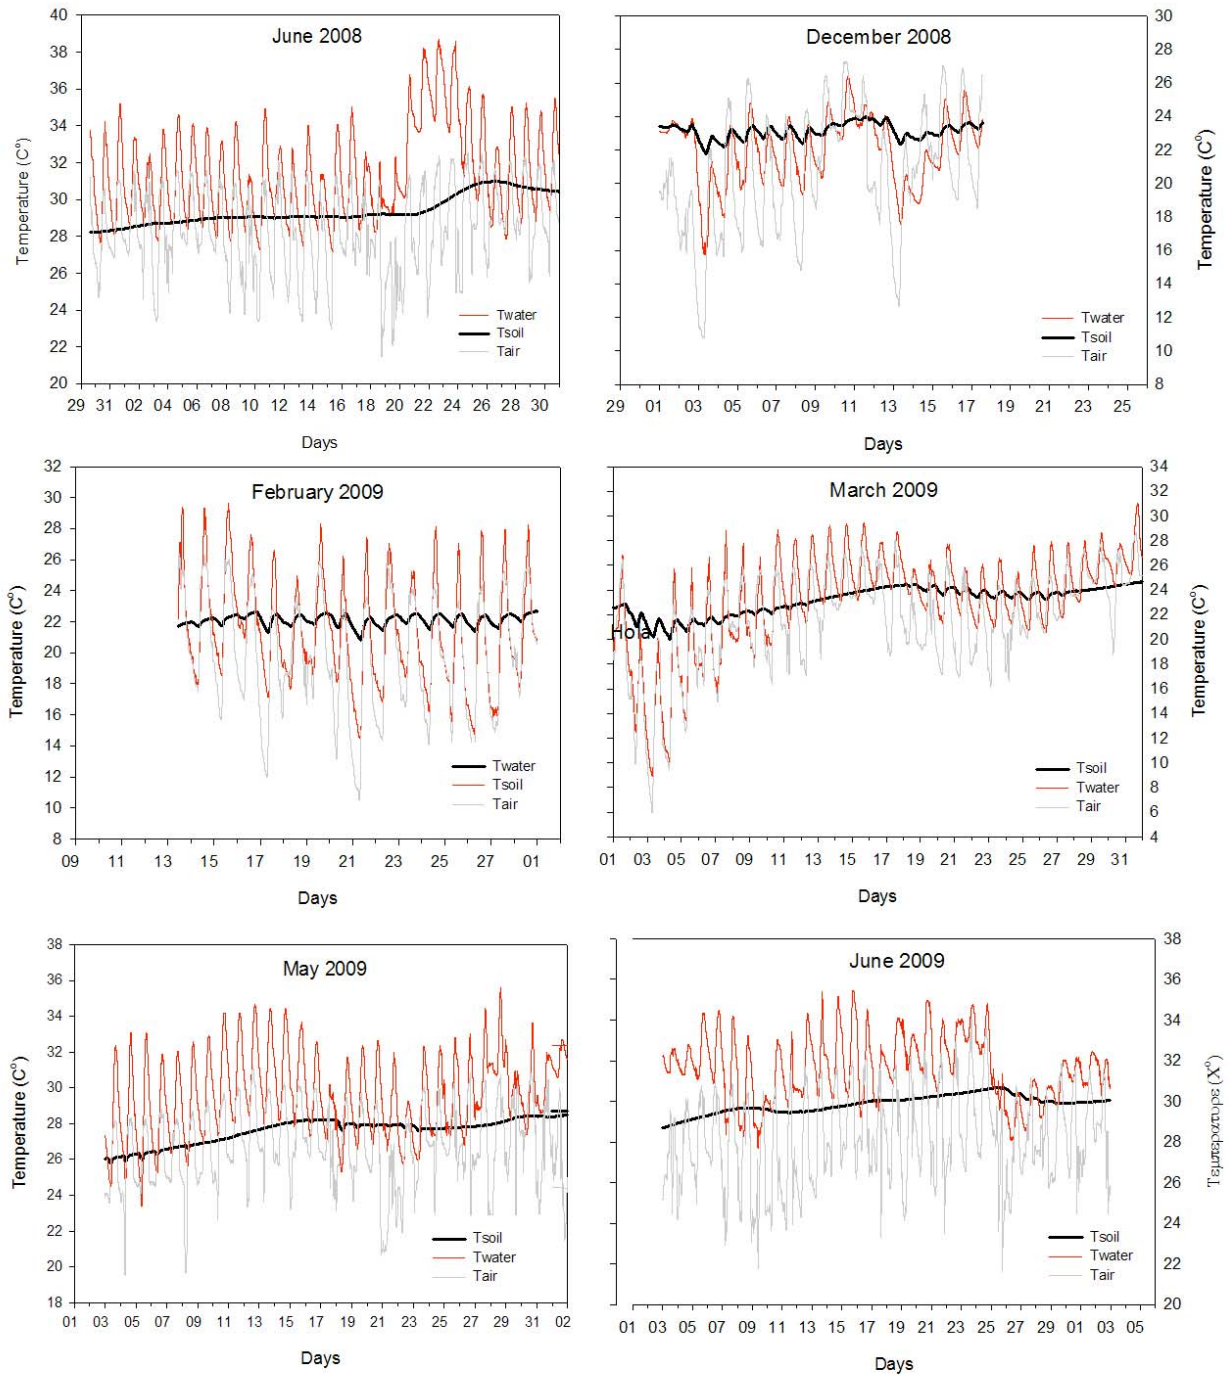 June 2008
Temperature (C°)
40
38
36
34
32
30
28
26
24
22
20
Twater
Tsoil
Tair
29 31 02 04 06 08 10 12 14 16 18 20 22 24 26 28 30
Days
December 2008
30
28
26
24
22
20
18
16
14
12
10
8
Temperature (C°)
Twater
Tsoil
Tair
29 01 03 05 07 09 11 13 15 17 19 21 23 25
Days
February 2009
Temperature (C°)
32
30
28
26
24
22
20
18
16
14
12
10
8
Twater
Tsoil
Tair
09 11 13 15 17 19 21 23 25 27 01
Days
March 2009
Hola
34
32
30
28
26
24
22
20
18
16
14
12
10
8
6
4
Temperature (C°)
Tsoil
Twater
Tair
01 03 05 07 09 11 13 15 17 19 21 23 25 27 29 31
Days
May 2009
Temperature (C°)
38
36
34
32
30
28
26
24
22
20
18
Tsoil
Twater
Tair
01 03 05 07 09 11 13 15 17 19 21 23 25 27 29 31 02
Days
June 2009
38
36
34
32
30
28
26
24
22
20
Τεμπερατυρε (Χ°)
Tsoil
Twater
Tair
01 03 05 07 09 11 13 15 17 19 21 23 25 27 29 01 03 05
Days